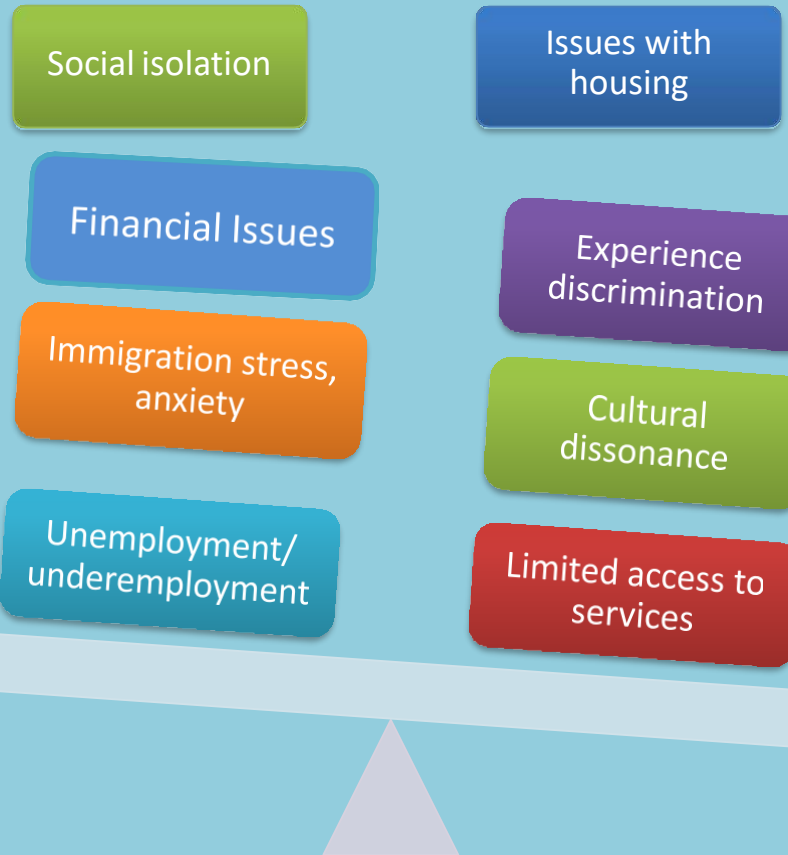 Social isolation
Financial Issues
Immigration stress,
anxiety
Unemployment/
underemployment
Issues with
housing
Experience
discrimination
Cultural
dissonance
Limited access to
services